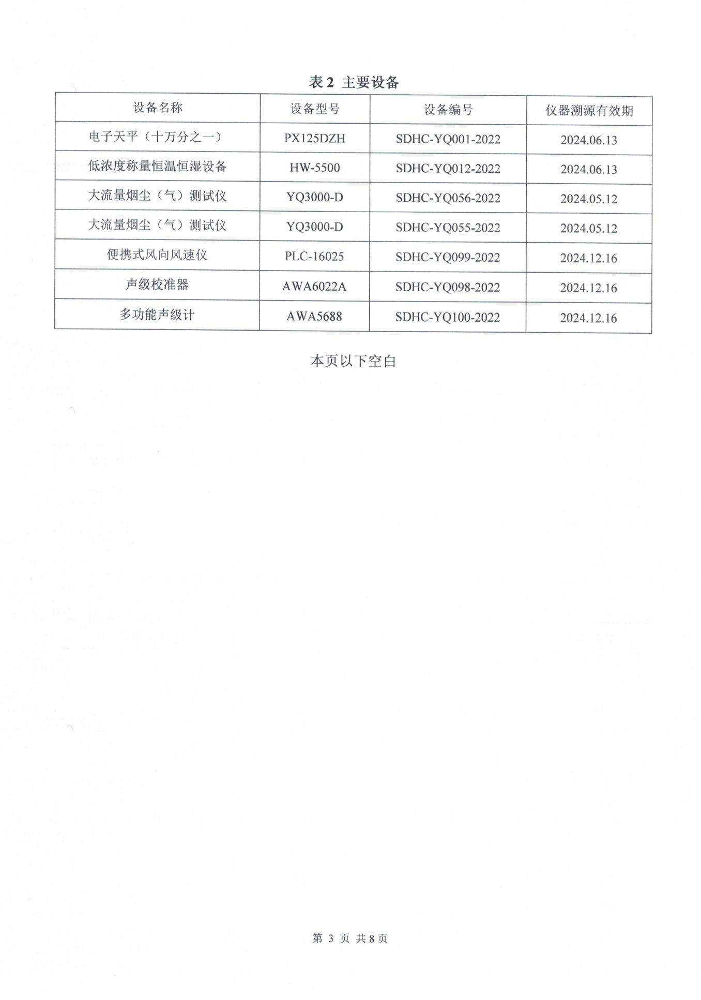 表2 主要设备
设备名称 设备型号 设备编号 仪器溯源有效期
电子天平（十万分之一） PX125DZH SDHC-YQ001-2022 2024.06.13
低浓度称量恒温恒湿设备 HW-5500 SDHC-YQ012-2022 2024.06.13
大流量烟尘（气）测试仪 YQ3000-D SDHC-YQ056-2022 2024.05.12
大流量烟尘（气）测试仪 YQ3000-D SDHC-YQ055-2022 2024.05.12
便携式风向风速仪 PLC-16025 SDHC-YQ099-2022 2024.12.16
声级校准器 AWA6022A SDHC-YQ098-2022 2024.12.16
多功能声级计 AWA5688 SDHC-YQ100-2022 2024.12.16
本页以下空白
第 3 页 共8页